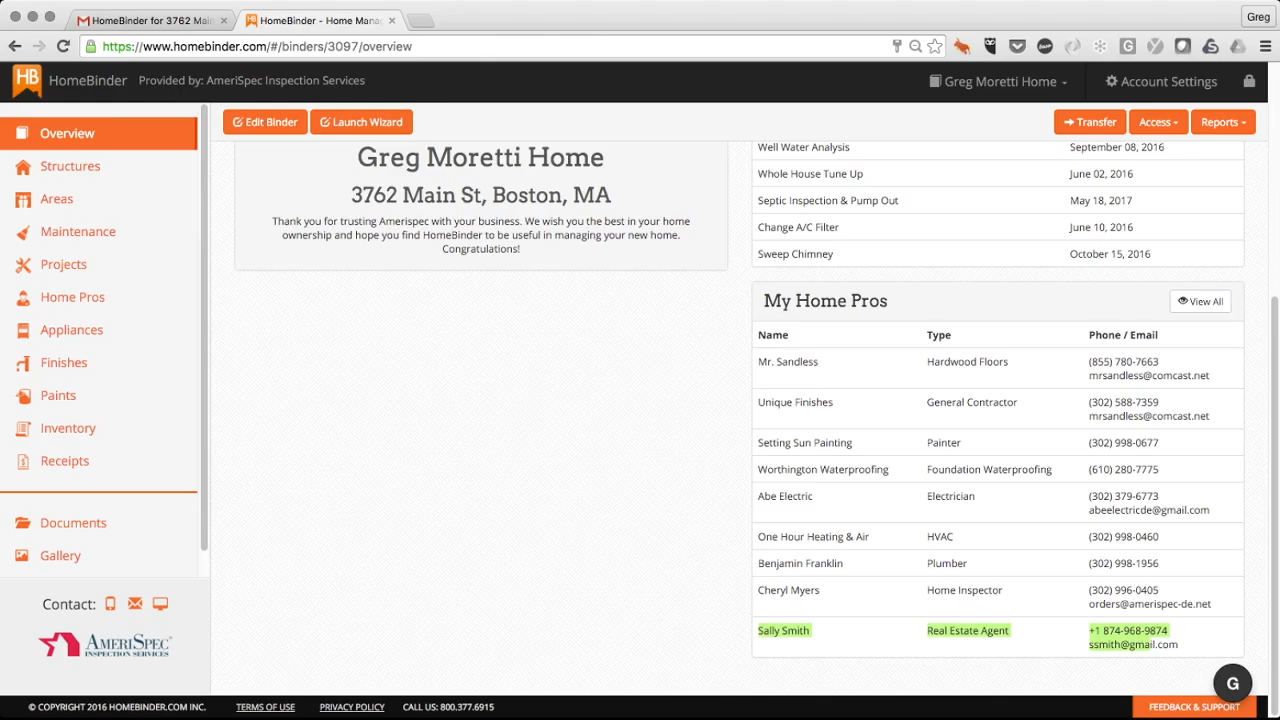 HomeBinder for 3762 Main
HomeBinder - Home Mana
Greg
https://www.homebinder.com/#/binders/3097/overview
HB
HomeBinder
Provided by: AmeriSpec Inspection Services
Greg Moretti Home
Account Settings
Overview
Structures
Areas
Maintenance
Projects
Home Pros
Appliances
Finishes
Paints
Inventory
Receipts
Documents
Gallery
Contact:
AMERISPEC
INSPECTION SERVICES
Edit Binder
Launch Wizard
Transfer
Access
Reports
Greg Moretti Home
3762 Main St, Boston, MA
Thank you for trusting Amerispec with your business. We wish you the best in your home
ownership and hope you find HomeBinder to be useful in managing your new home.
Congratulations!
Well Water Analysis September 08, 2016
Whole House Tune Up June 02, 2016
Septic Inspection & Pump Out May 18, 2017
Change A/C Filter June 10, 2016
Sweep Chimney October 15, 2016
My Home Pros
View All
Name Type Phone / Email
Mr. Sandless Hardwood Floors (855) 780-7663
mrsandless@comcast.net
Unique Finishes General Contractor (302) 588-7359
mrsandless@comcast.net
Setting Sun Painting Painter (302) 998-0677
Worthington Waterproofing Foundation Waterproofing (610) 280-7775
Abe Electric Electrician (302) 379-6773
abeelectricde@gmail.com
One Hour Heating & Air HVAC (302) 998-0460
Benjamin Franklin Plumber (302) 998-1956
Cheryl Myers Home Inspector (302) 996-0405
orders@amerispec-de.net
Sally Smith Real Estate Agent +1 874-968-9874
ssmith@gmail.com
G
© COPYRIGHT 2016 HOMEBINDER.COM INC.
TERMS OF USE
PRIVACY POLICY
CALL US: 800.377.6915
FEEDBACK & SUPPORT